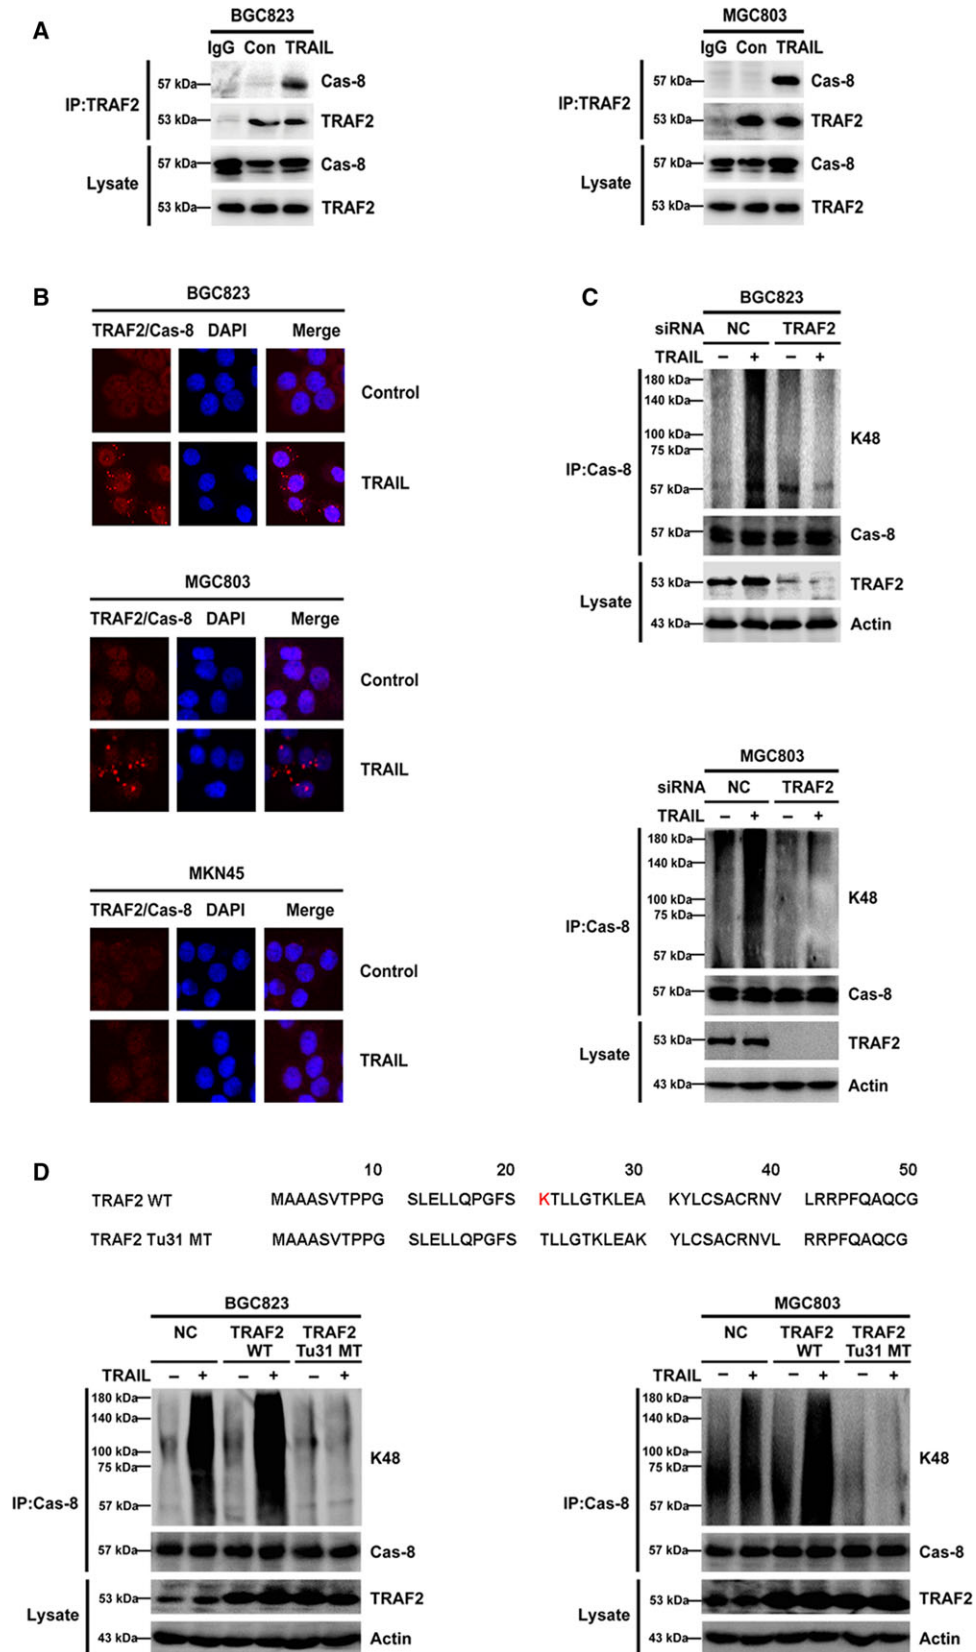 A
BGC823
IgG Con TRAIL
IP:TRAF2
57 kDa
Cas-8
53 kDa
TRAF2
Lysate
57 kDa
Cas-8
53 kDa
TRAF2
MGC803
IgG Con TRAIL
IP:TRAF2
57 kDa
Cas-8
53 kDa
TRAF2
Lysate
57 kDa
Cas-8
53 kDa
TRAF2
B
BGC823
TRAF2/Cas-8 DAPI Merge
Control
TRAIL
MGC803
TRAF2/Cas-8 DAPI Merge
Control
TRAIL
MKN45
TRAF2/Cas-8 DAPI Merge
Control
TRAIL
C
BGC823
siRNA NC TRAF2
TRAIL – + – +
180 kDa
140 kDa
100 kDa
75 kDa
57 kDa
K48
IP:Cas-8
57 kDa
Cas-8
Lysate
53 kDa
TRAF2
43 kDa
Actin
MGC803
siRNA NC TRAF2
TRAIL – + – +
180 kDa
140 kDa
100 kDa
75 kDa
57 kDa
K48
IP:Cas-8
57 kDa
Cas-8
Lysate
53 kDa
TRAF2
43 kDa
Actin
D
10 20 30 40 50
TRAF2 WT MAAASVTPPG SLELLQPGFS KTLLGTKLEA KYLCSACRNV LRRPFQAQCG
TRAF2 Tu31 MT MAAASVTPPG SLELLQPGFS TLLGTKLEAK YLCSACRNVL RRPFQAQCG
BGC823
NC TRAF2 TRAF2
WT Tu31 MT
TRAIL – + – + – +
180 kDa
140 kDa
100 kDa
75 kDa
57 kDa
K48
IP:Cas-8
57 kDa
Cas-8
Lysate
53 kDa
TRAF2
43 kDa
Actin
MGC803
NC TRAF2 TRAF2
WT Tu31 MT
TRAIL – + – + – +
180 kDa
140 kDa
100 kDa
75 kDa
57 kDa
K48
IP:Cas-8
57 kDa
Cas-8
Lysate
53 kDa
TRAF2
43 kDa
Actin